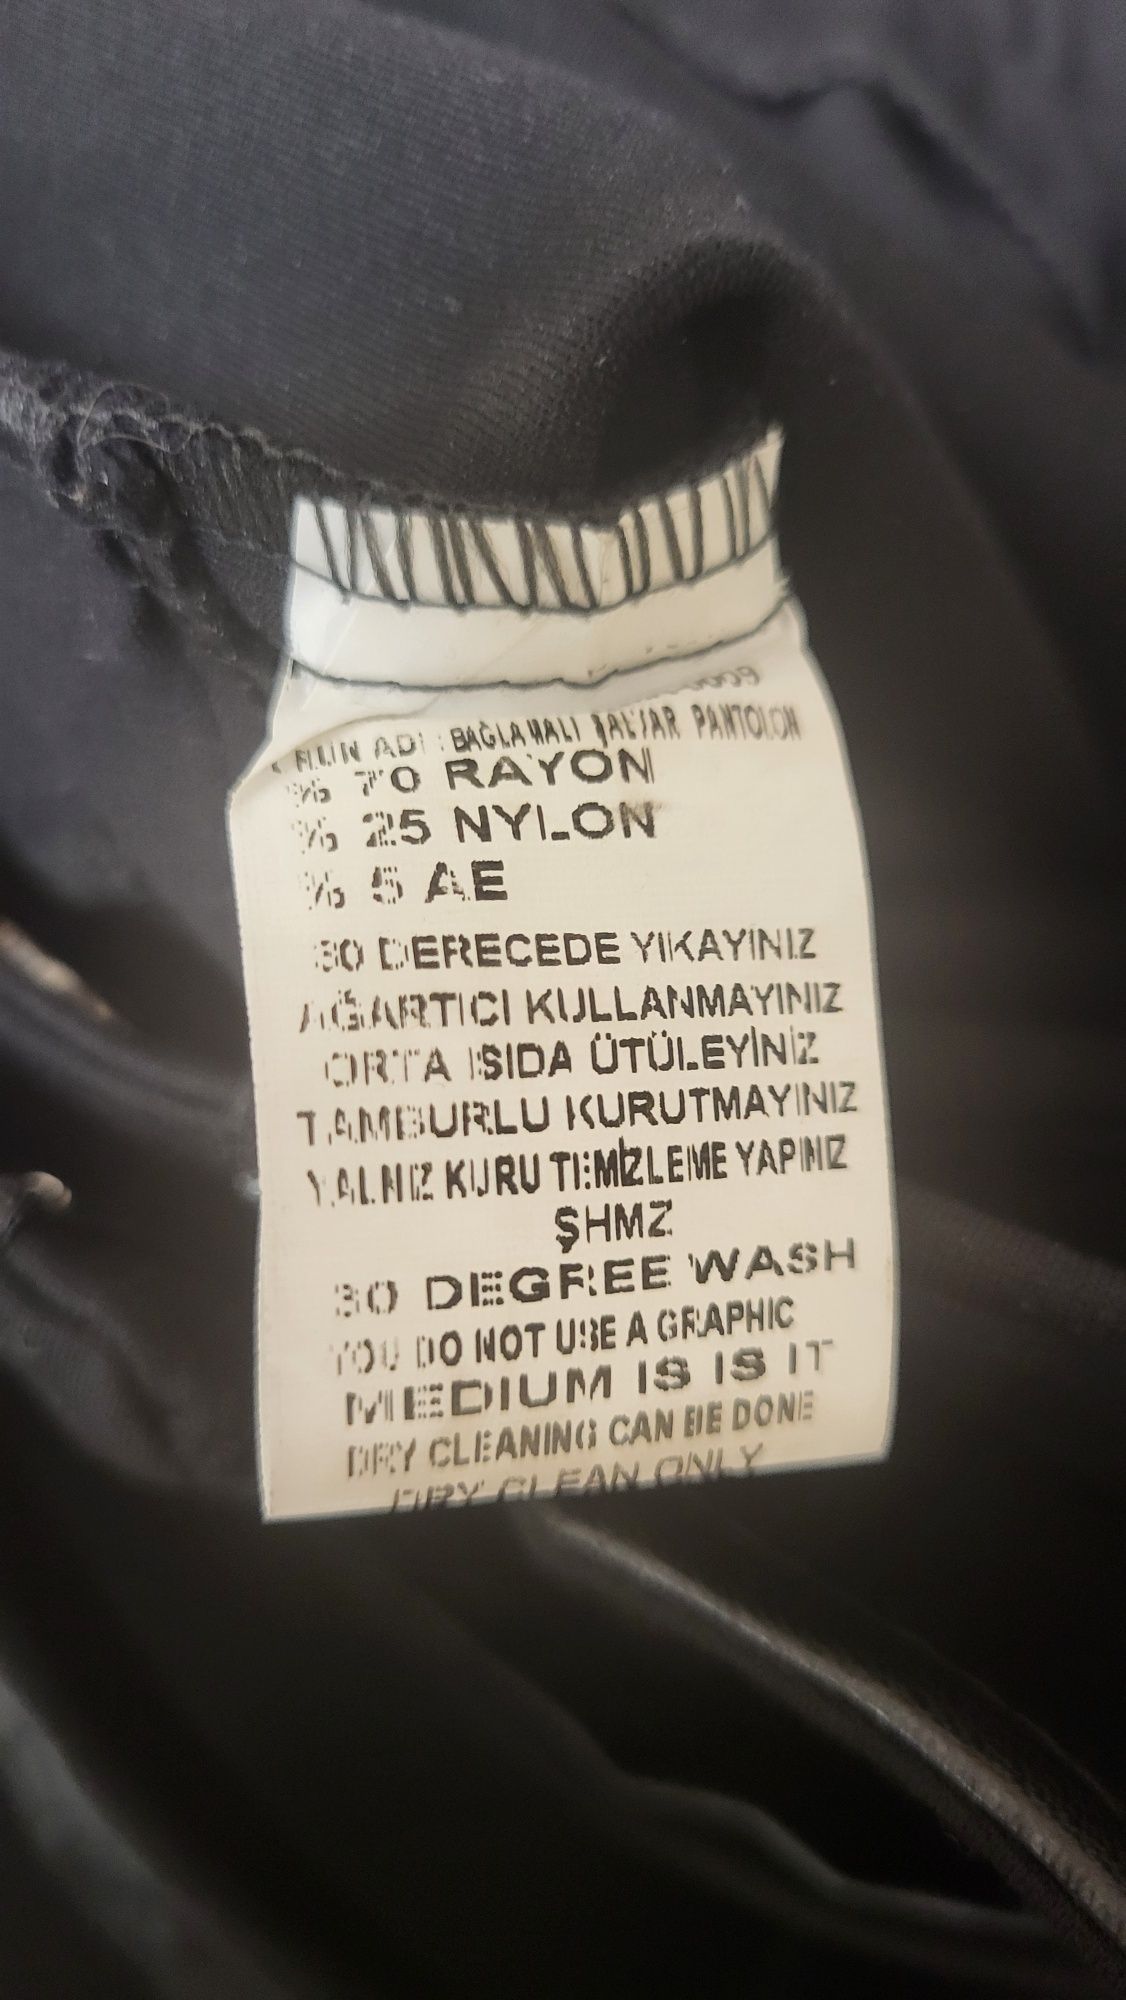 0009
ADI : BAĞLAMALI ŞALVAR PANTOLON
% 70 RAYON
% 25 NYLON
% 5 AE
30 DERECEDE YIKAYINIZ
AĞARTICI KULLANMAYINIZ
ORTA ISIDA ÜTÜLEYİNİZ
TAMBURLU KURUTMAYINIZ
YALNIZ KURU TEMİZLEME YAPINIZ
ŞHMZ
30 DEGREE WASH
YOU DO NOT USE A GRAPHIC
MEDIUM IS IS IT
DRY CLEANING CAN BE DONE
DRY CLEAN ONLY